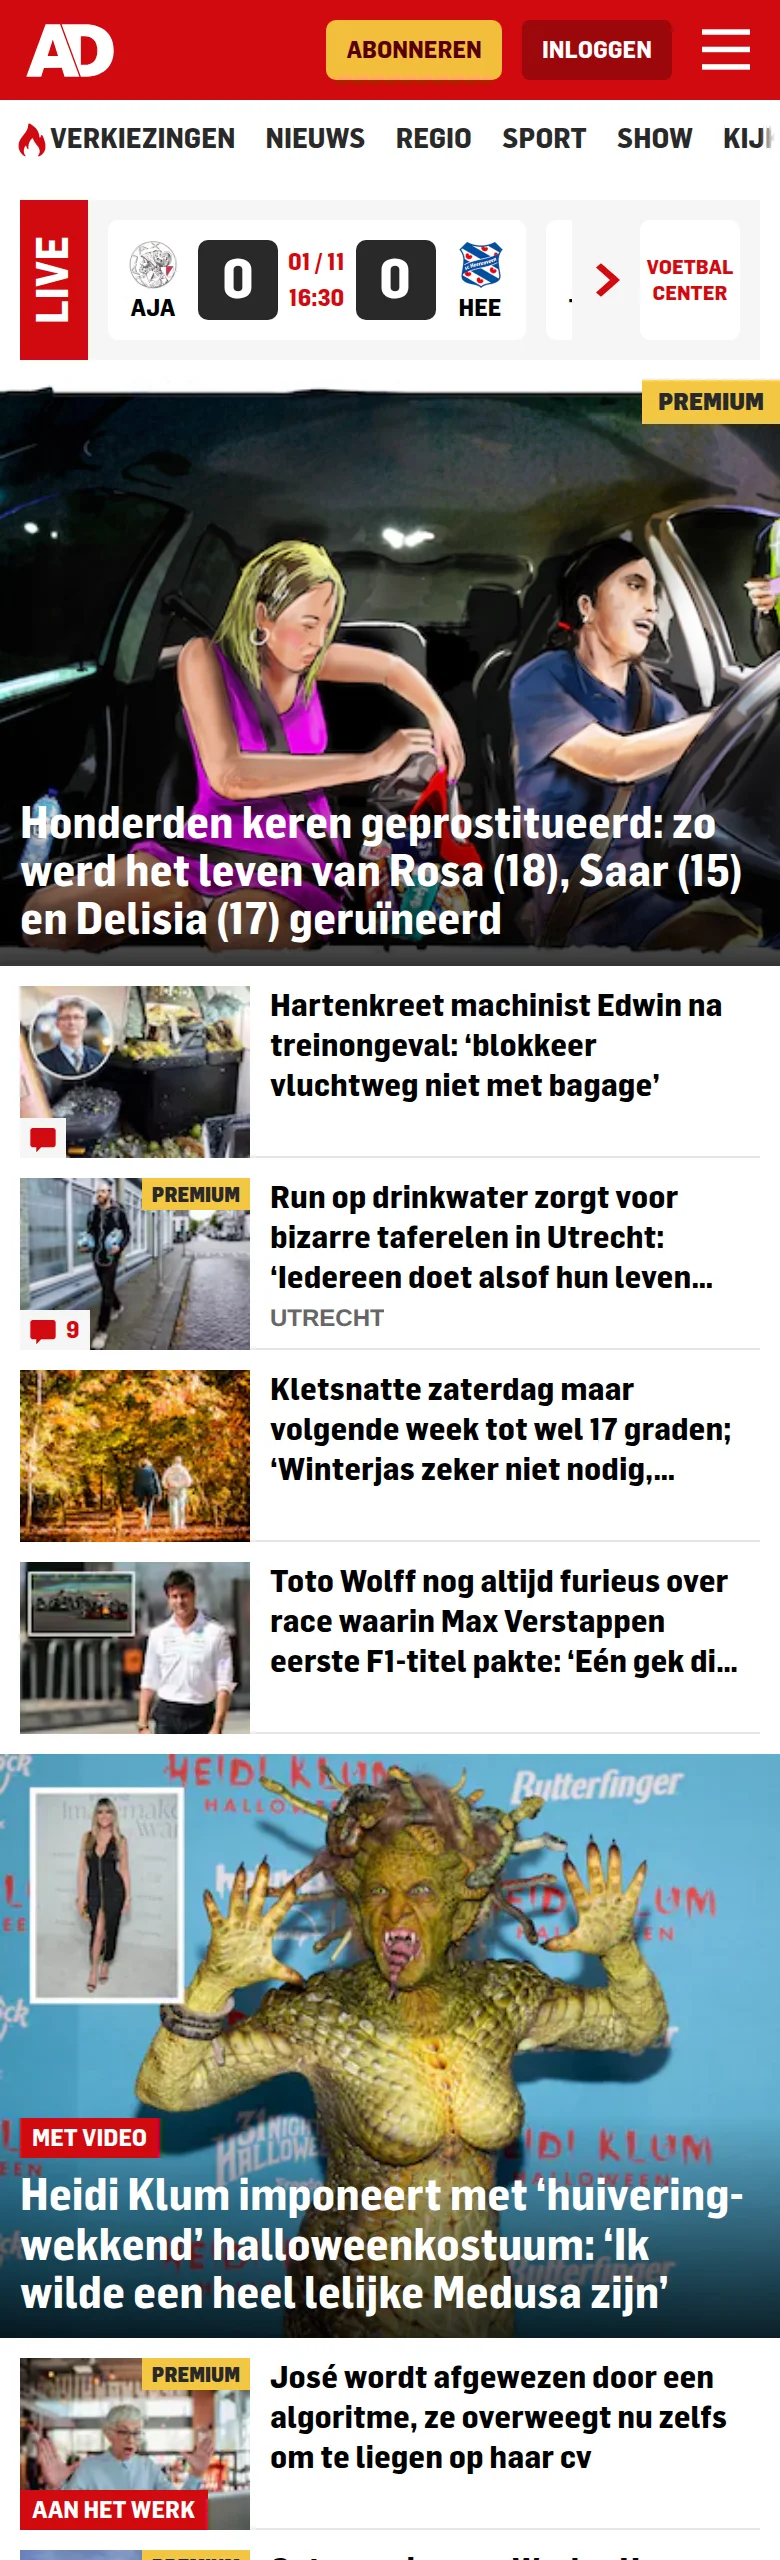 AD
ABONNEREN
INLOGGEN
VERKIEZINGEN NIEUWS REGIO SPORT SHOW
LIVE
AJA
0
01 / 11
16:30
0
HEE
VOETBAL
CENTER
PREMIUM
Honderden keren geprostitueerd: zo
werd het leven van Rosa (18), Saar (15)
en Delisia (17) geruïneerd
Hartenkreet machinist Edwin na
treinongeval: ‘blokkeer
vluchtweg niet met bagage’
PREMIUM
9
Run op drinkwater zorgt voor
bizarre taferelen in Utrecht:
‘Iedereen doet alsof hun leven...
UTRECHT
Kletsnatte zaterdag maar
volgende week tot wel 17 graden;
‘Winterjas zeker niet nodig,...
Toto Wolff nog altijd furieus over
race waarin Max Verstappen
eerste F1-titel pakte: ‘Eén gek di...
HEIDI KLUM
Butterfinger
MET VIDEO
Heidi Klum imponeert met ‘huivering-
wekkend’ halloweenkostuum: ‘Ik
wilde een heel lelijke Medusa zijn’
PREMIUM
AAN HET WERK
José wordt afgewezen door een
algoritme, ze overweegt nu zelfs
om te liegen op haar cv